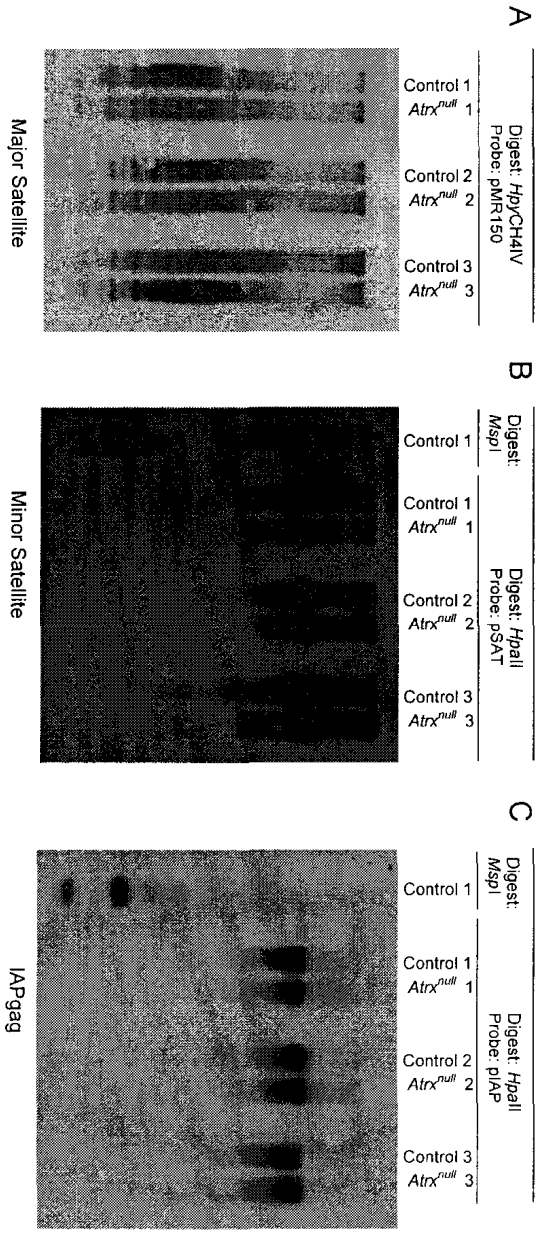 A
Digest: HpyCH4IV
Probe: pMR150
Control 1
Atrx^null 1
Control 2
Atrx^null 2
Control 3
Atrx^null 3
Major Satellite
B
Digest:
MspI
Digest: HpaII
Probe: pSAT
Control 1
Control 1
Atrx^null 1
Control 2
Atrx^null 2
Control 3
Atrx^null 3
Minor Satellite
C
Digest:
MspI
Digest: HpaII
Probe: pIAP
Control 1
Control 1
Atrx^null 1
Control 2
Atrx^null 2
Control 3
Atrx^null 3
IAPgag